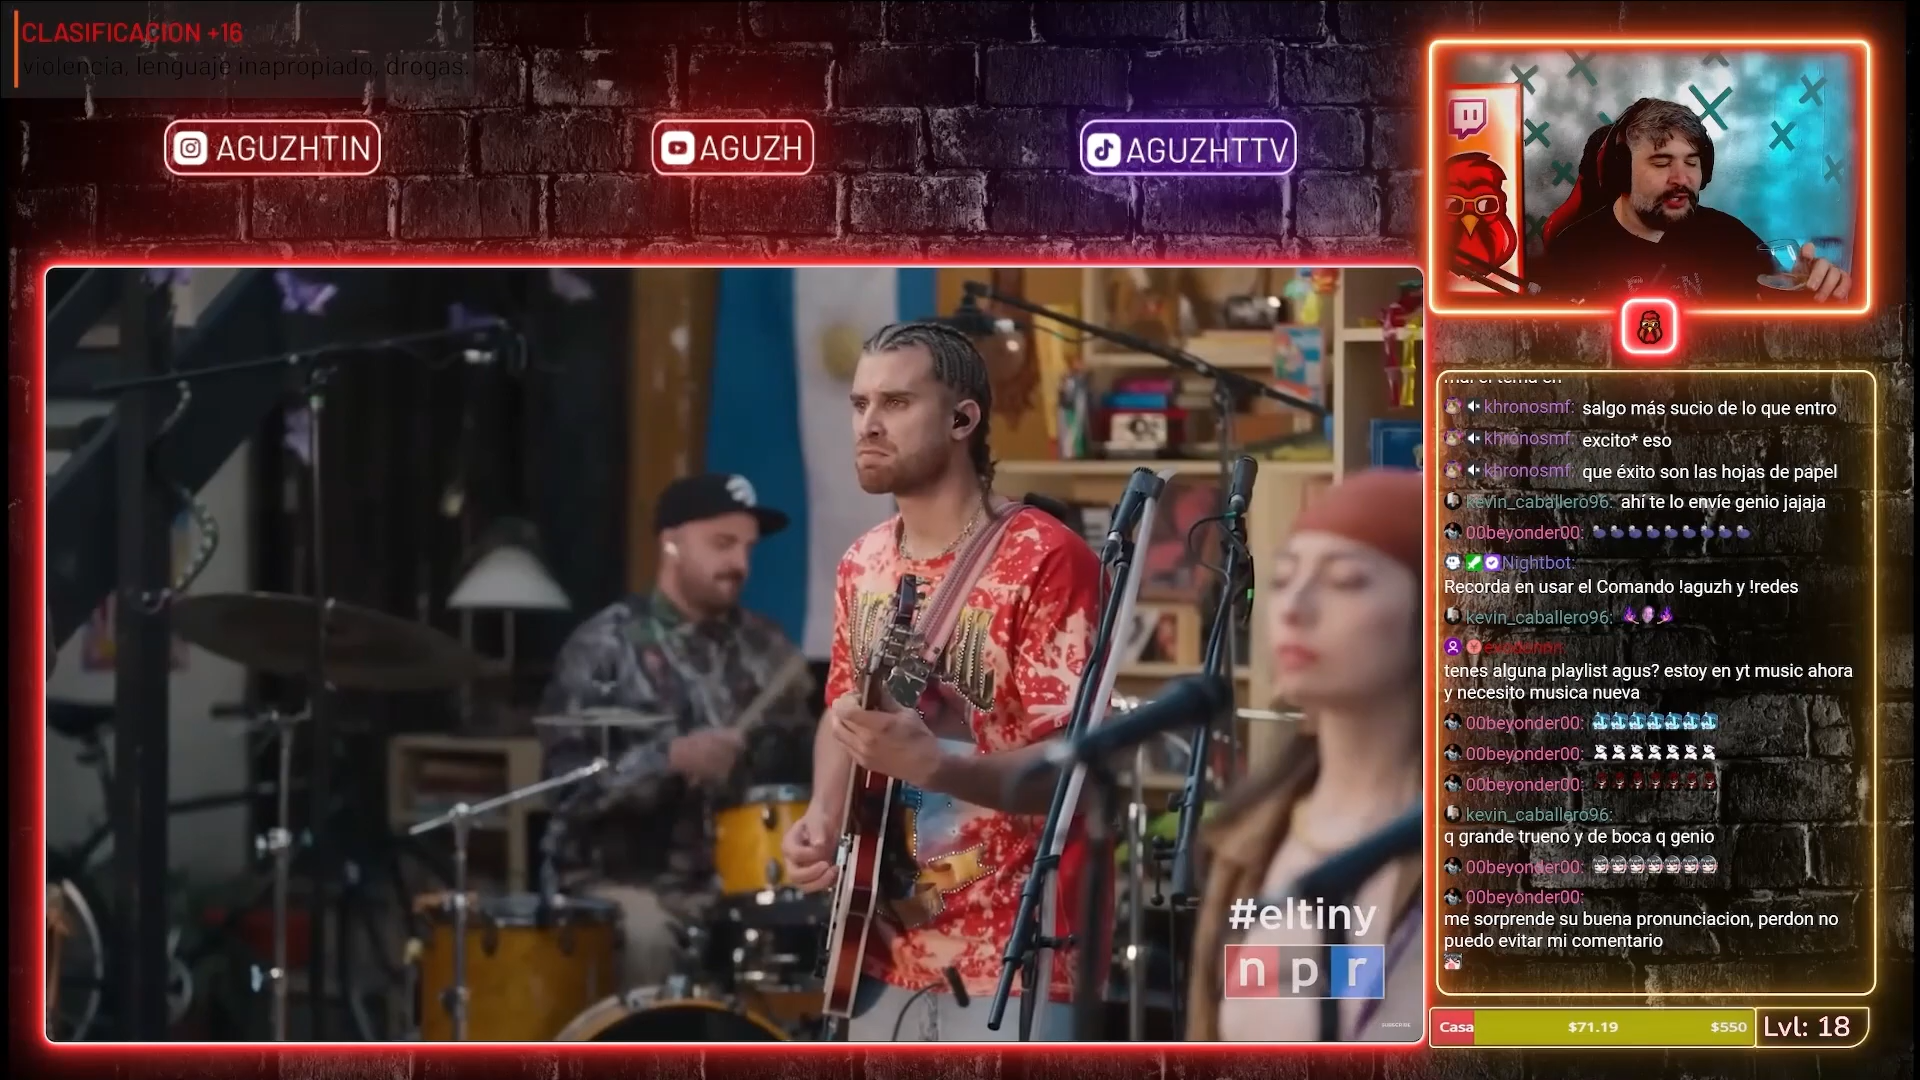 CLASIFICACION +16
violencia, lenguaje inapropiado, drogas.
AGUZHTIN
AGUZH
AGUZHTTV
khronosmf: salgo más sucio de lo que entro
khronosmf: excito* eso
khronosmf: que éxito son las hojas de papel
kevin_caballero96: ahí te lo envíe genio jajaja
00beyonder00:
Nightbot:
Recorda en usar el Comando !aguzh y !redes
kevin_caballero96:
tenes alguna playlist agus? estoy en yt music ahora
y necesito musica nueva
00beyonder00:
00beyonder00:
00beyonder00:
kevin_caballero96:
q grande trueno y de boca q genio
00beyonder00:
00beyonder00:
me sorprende su buena pronunciacion, perdon no
puedo evitar mi comentario
#eltiny
npr
SUBSCRIBE
Casa $71.19 $550 Lvl: 18